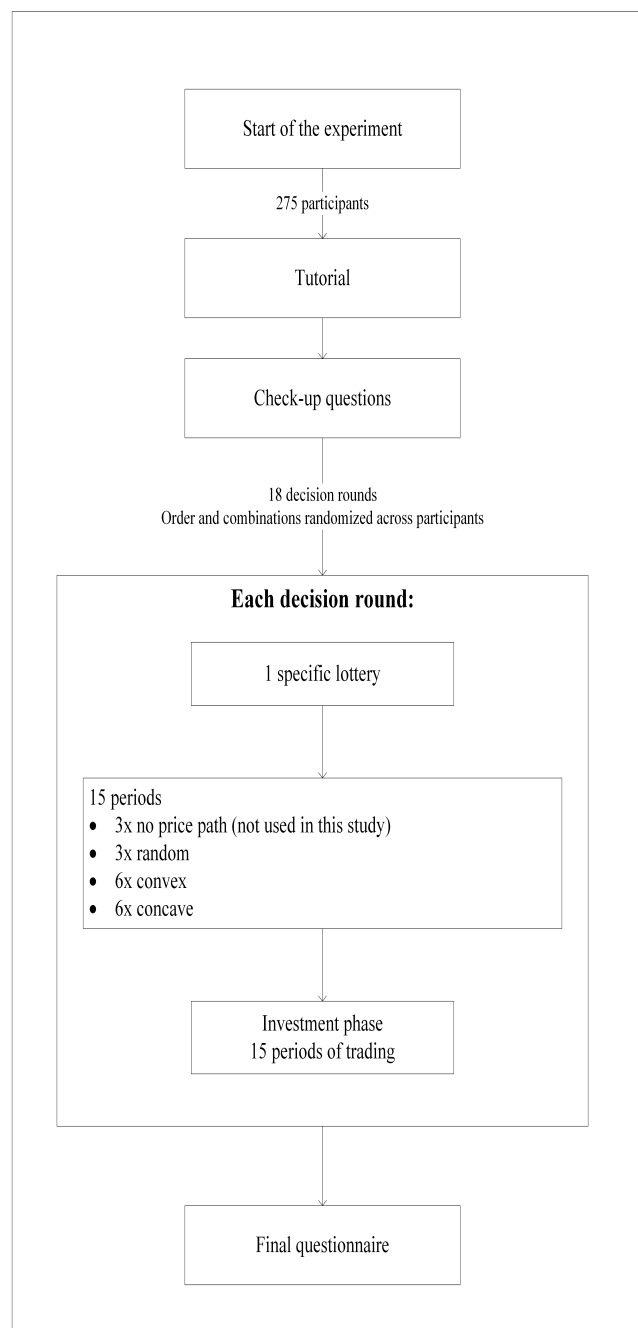 Start of the experiment
275 participants
Tutorial
Check-up questions
18 decision rounds
Order and combinations randomized across participants
Each decision round:
1 specific lottery
15 periods
• 3x no price path (not used in this study)
• 3x random
• 6x convex
• 6x concave
Investment phase
15 periods of trading
Final questionnaire